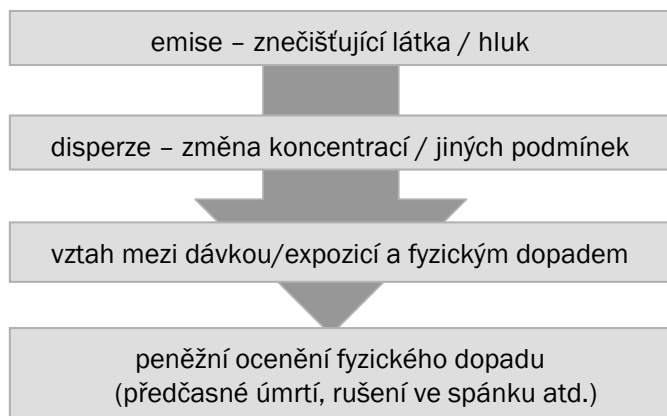 emise – znečišťující látka / hluk
disperze – změna koncentrací / jiných podmínek
vztah mezi dávkou/expozicí a fyzickým dopadem
peněžní ocenění fyzického dopadu
(předčasné úmrtí, rušení ve spánku atd.)